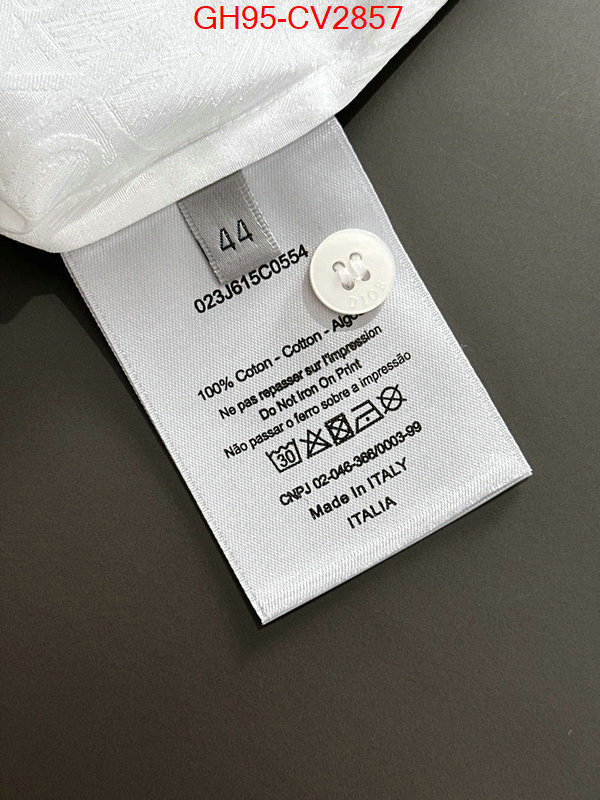 GH95-CV2857
44
023J615C0554
DIOR
100% Coton - Cotton -
Ne pas repasser sur l'impression
Do Not Iron On Print
Não passar o ferro sobre a impressão
30
CNPJ 02-046-366/0003-99
Made In ITALY
ITALIA